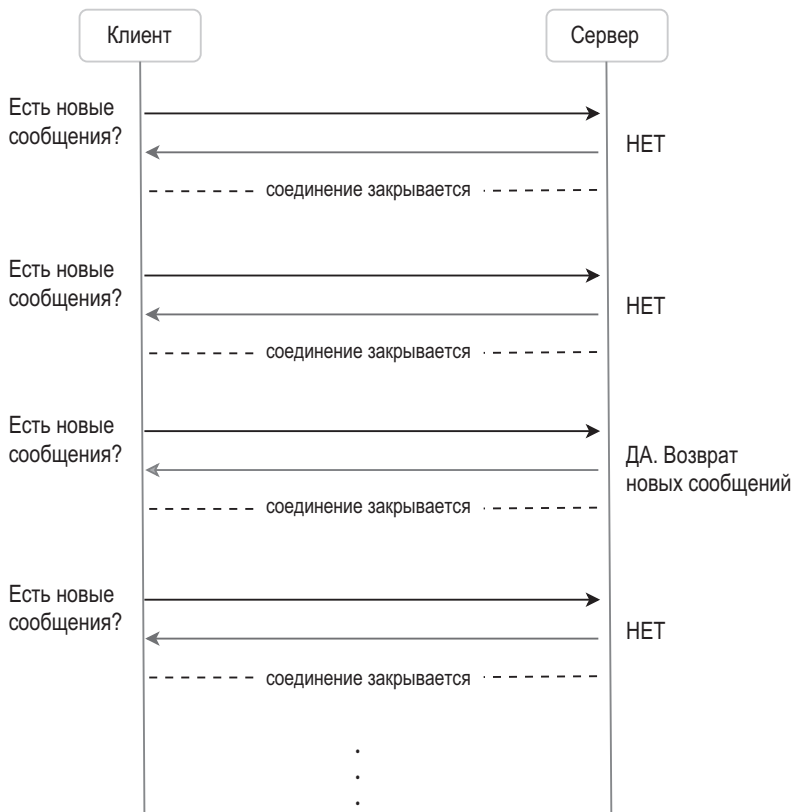 Клиент
Сервер
Есть новые
сообщения?
НЕТ
соединение закрывается
Есть новые
сообщения?
НЕТ
соединение закрывается
Есть новые
сообщения?
ДА. Возврат
новых сообщений
соединение закрывается
Есть новые
сообщения?
НЕТ
соединение закрывается